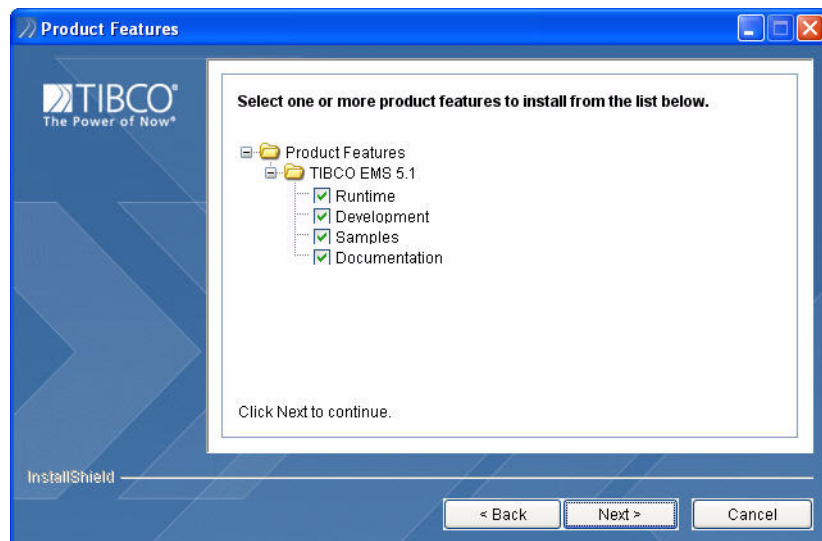 Product Features
TIBCO®
The Power of Now®
Select one or more product features to install from the list below.
Product Features
TIBCO EMS 5.1
Runtime
Development
Samples
Documentation
Click Next to continue.
InstallShield
< Back
Next >
Cancel